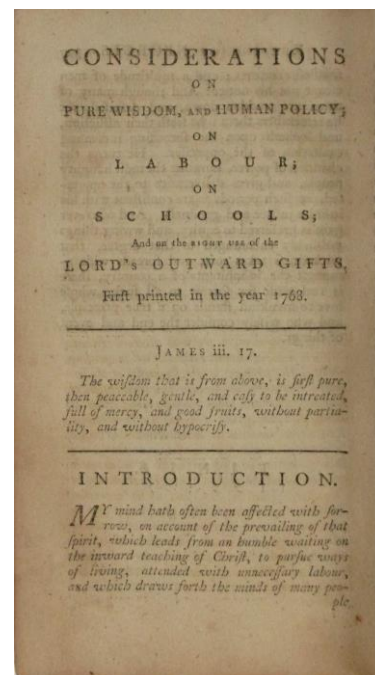 CONSIDERATIONS
ON
PURE WISDOM, AND HUMAN POLICY;
ON
LABOUR;
ON
SCHOOLS;
And on the RIGHT USE of the
LORD's OUTWARD GIFTS.
Firſt printed in the year 1768.
JAMES iii. 17.
The wiſdom that is from above, is firſt pure,
then peaceable, gentle, and eaſy to be intreated,
full of mercy, and good fruits, without partia-
lity, and without hypocriſy.
INTRODUCTION.
MY mind hath often been affected with ſor-
row, on account of the prevailing of that
ſpirit, which leads from an humble waiting on
the inward teaching of Chriſt, to purſue ways
of living, attended with unneceſſary labour,
and which draws forth the minds of many peo-
ple